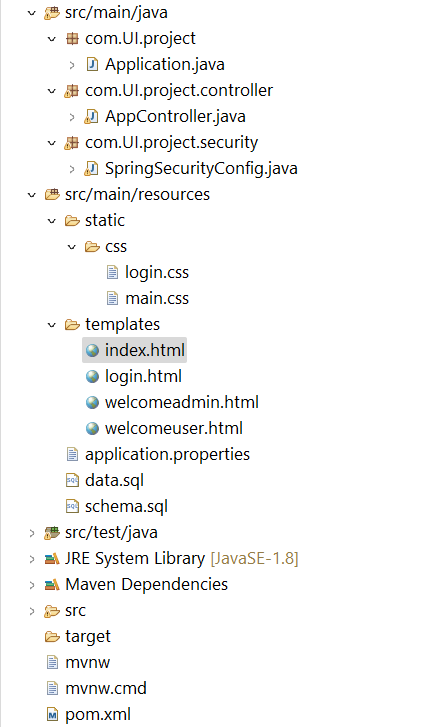 src/main/java
com.UI.project
Application.java
com.UI.project.controller
AppController.java
com.UI.project.security
SpringSecurityConfig.java
src/main/resources
static
css
login.css
main.css
templates
index.html
login.html
welcomeadmin.html
welcomeuser.html
application.properties
data.sql
schema.sql
src/test/java
JRE System Library [JavaSE-1.8]
Maven Dependencies
src
target
mvnw
mvnw.cmd
pom.xml